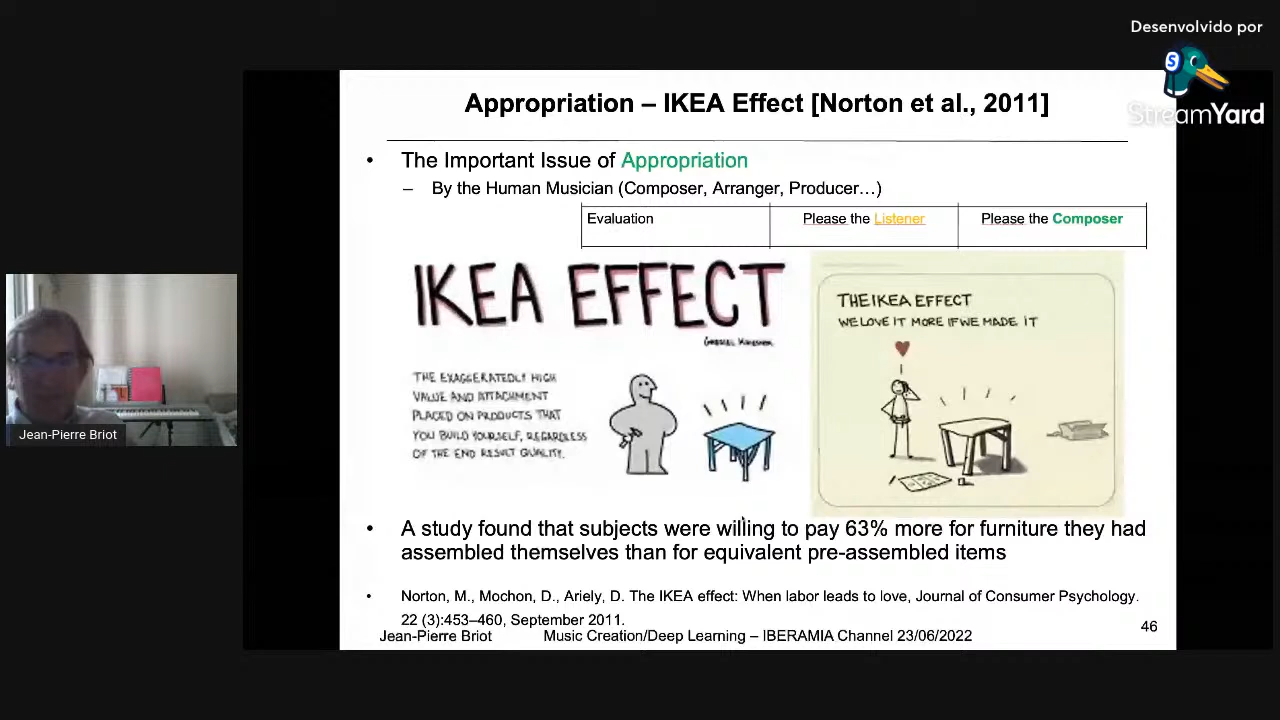 Desenvolvido por
StreamYard
Appropriation – IKEA Effect [Norton et al., 2011]
• The Important Issue of Appropriation
– By the Human Musician (Composer, Arranger, Producer…)
Evaluation Please the Listener Please the Composer
IKEA EFFECT
THE EXAGGERATEDLY HIGH
VALUE AND ATTACHMENT
PLACED ON PRODUCTS THAT
YOU BUILD YOURSELF, REGARDLESS
OF THE END RESULT QUALITY.
THE IKEA EFFECT
WE LOVE IT MORE IF WE MADE IT
Jean-Pierre Briot
• A study found that subjects were willing to pay 63% more for furniture they had
assembled themselves than for equivalent pre-assembled items
• Norton, M., Mochon, D., Ariely, D. The IKEA effect: When labor leads to love, Journal of Consumer Psychology.
22 (3):453–460, September 2011.
Jean-Pierre Briot Music Creation/Deep Learning – IBERAMIA Channel 23/06/2022 46